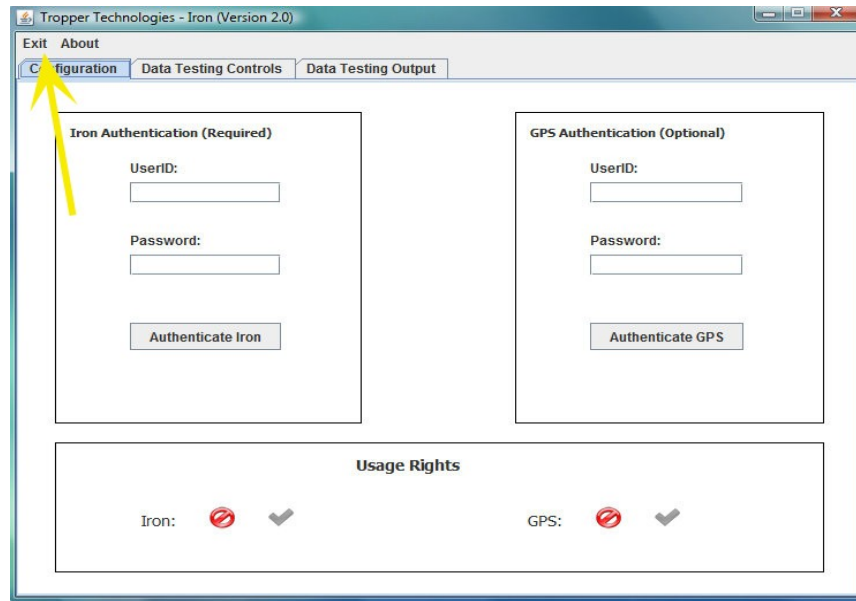 Tropper Technologies - Iron (Version 2.0)
Exit About
Configuration Data Testing Controls Data Testing Output
Iron Authentication (Required)
UserID:
Password:
Authenticate Iron
GPS Authentication (Optional)
UserID:
Password:
Authenticate GPS
Usage Rights
Iron:
GPS: